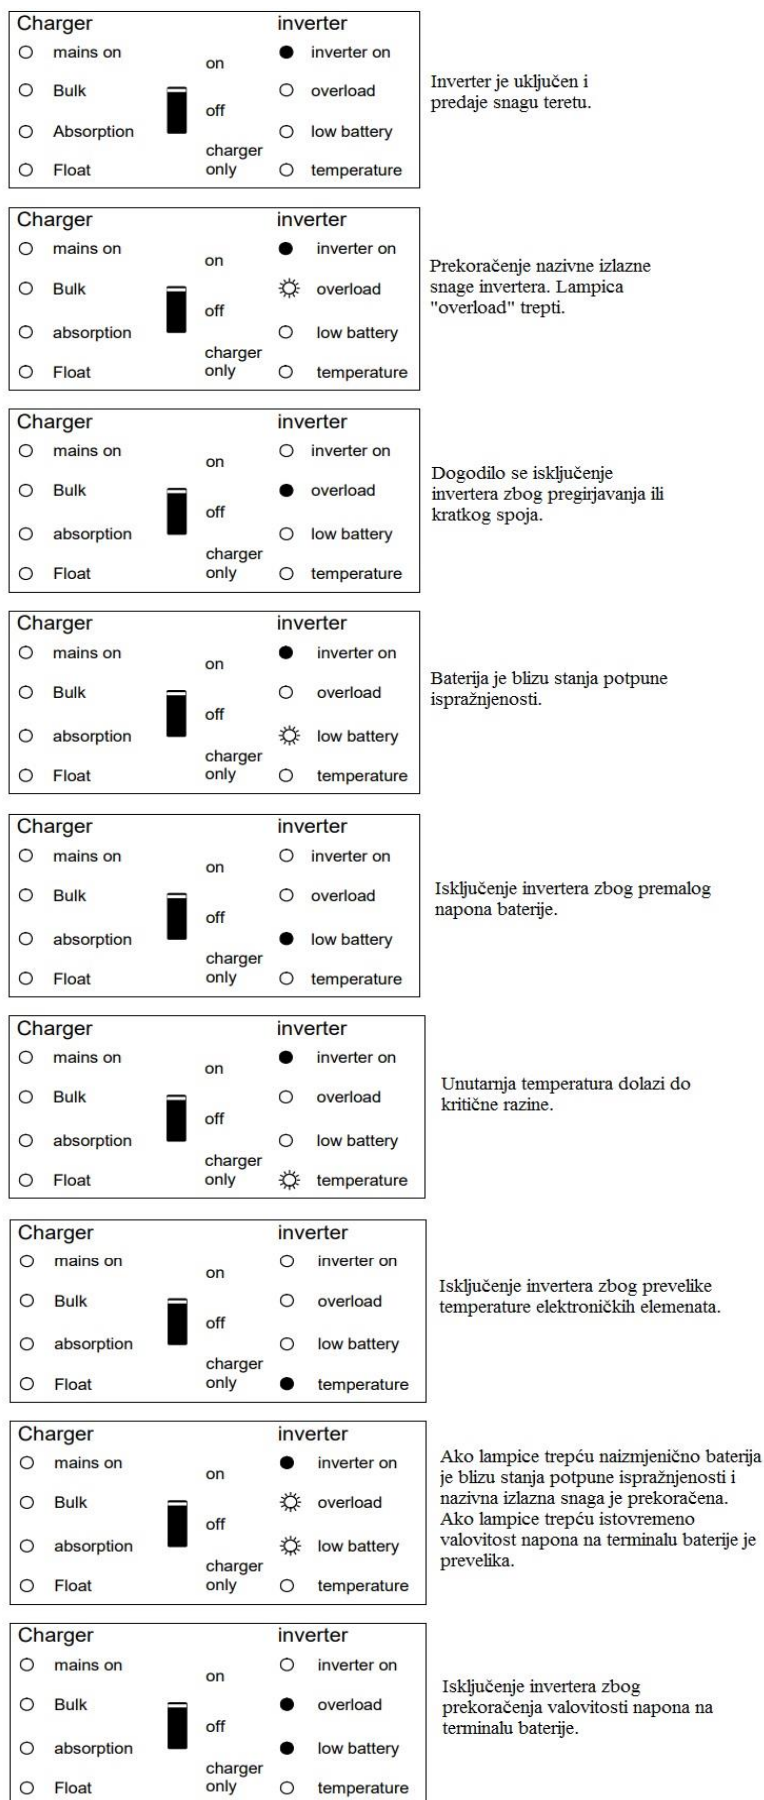 Charger inverter
mains on on inverter on
Bulk off overload
Absorption charger low battery
Float only temperature
Inverter je uključen i
predaje snagu teretu.
Charger inverter
mains on on inverter on
Bulk off overload
absorption charger low battery
Float only temperature
Prekoračenje nazivne izlazne
snage invertera. Lampica
"overload" trepti.
Charger inverter
mains on on inverter on
Bulk off overload
absorption charger low battery
Float only temperature
Dogodilo se isključenje
invertera zbog pregirjavanja ili
kratkog spoja.
Charger inverter
mains on on inverter on
Bulk off overload
absorption charger low battery
Float only temperature
Baterija je blizu stanja potpune
ispražnjenosti.
Charger inverter
mains on on inverter on
Bulk off overload
absorption charger low battery
Float only temperature
Isključenje invertera zbog premalog
napona baterije.
Charger inverter
mains on on inverter on
Bulk off overload
absorption charger low battery
Float only temperature
Unutarnja temperatura dolazi do
kritične razine.
Charger inverter
mains on on inverter on
Bulk off overload
absorption charger low battery
Float only temperature
Isključenje invertera zbog prevelike
temperature elektroničkih elemenata.
Charger inverter
mains on on inverter on
Bulk off overload
absorption charger low battery
Float only temperature
Ako lampice trepću naizmjenično baterija
je blizu stanja potpune ispražnjenosti i
nazivna izlazna snaga je prekoračena.
Ako lampice trepću istovremeno
valovitost napona na terminalu baterije je
prevelika.
Charger inverter
mains on on inverter on
Bulk off overload
absorption charger low battery
Float only temperature
Isključenje invertera zbog
prekoračenja valovitosti napona na
terminalu baterije.